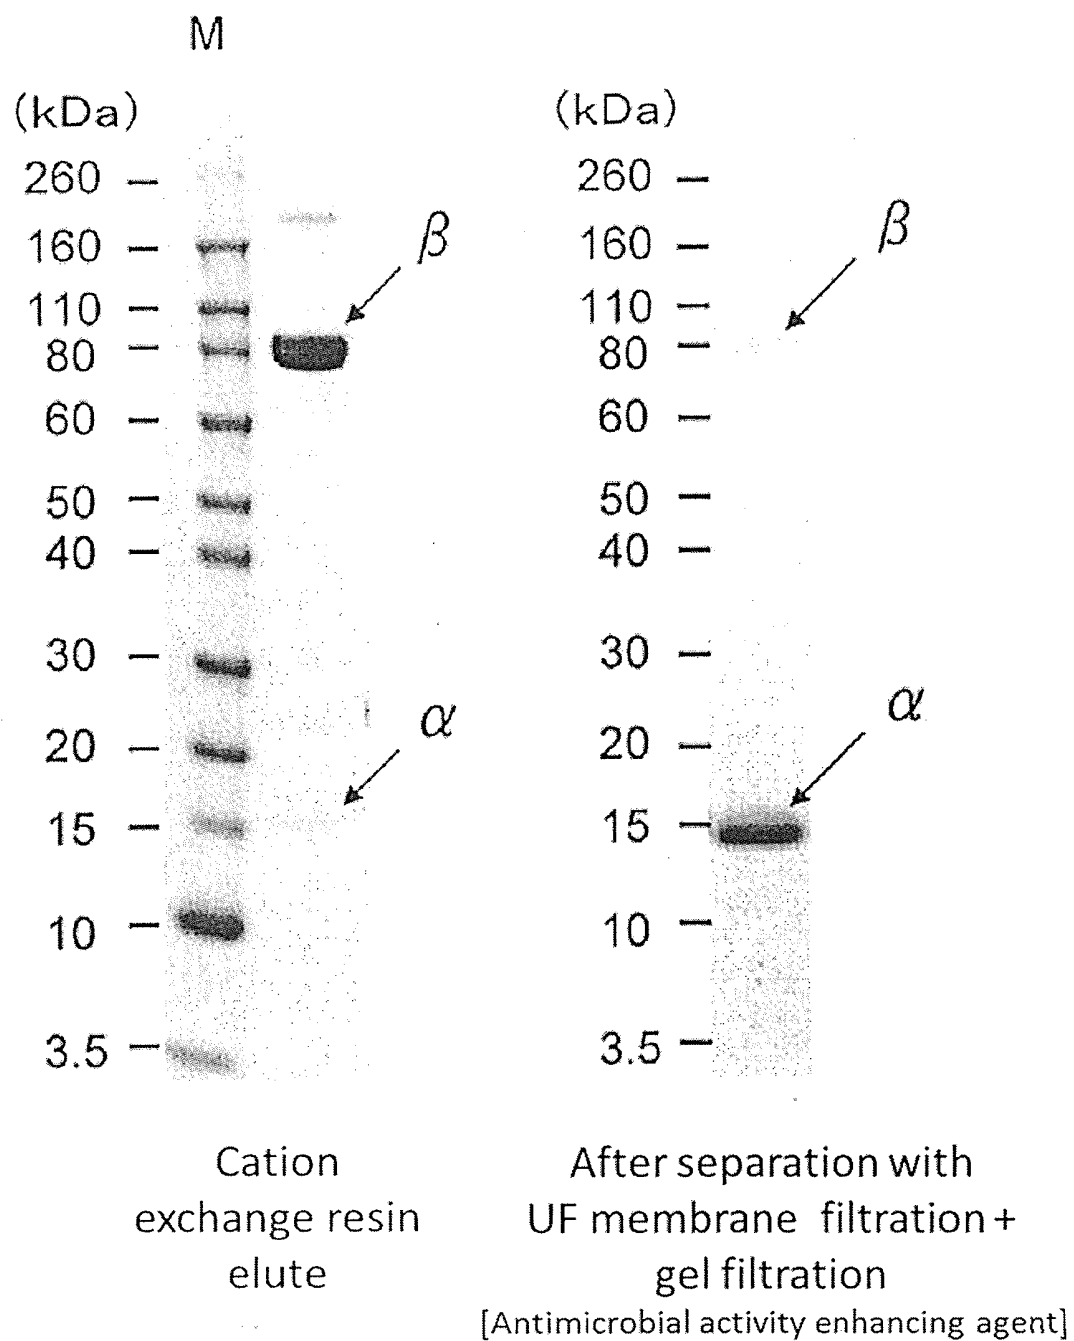 M
(kDa)
260
160
110
80
60
50
40
30
20
15
10
3.5
β
α
Cation
exchange resin
elute
(kDa)
260
160
110
80
60
50
40
30
20
15
10
3.5
β
α
After separation with
UF membrane filtration +
gel filtration
[Antimicrobial activity enhancing agent]